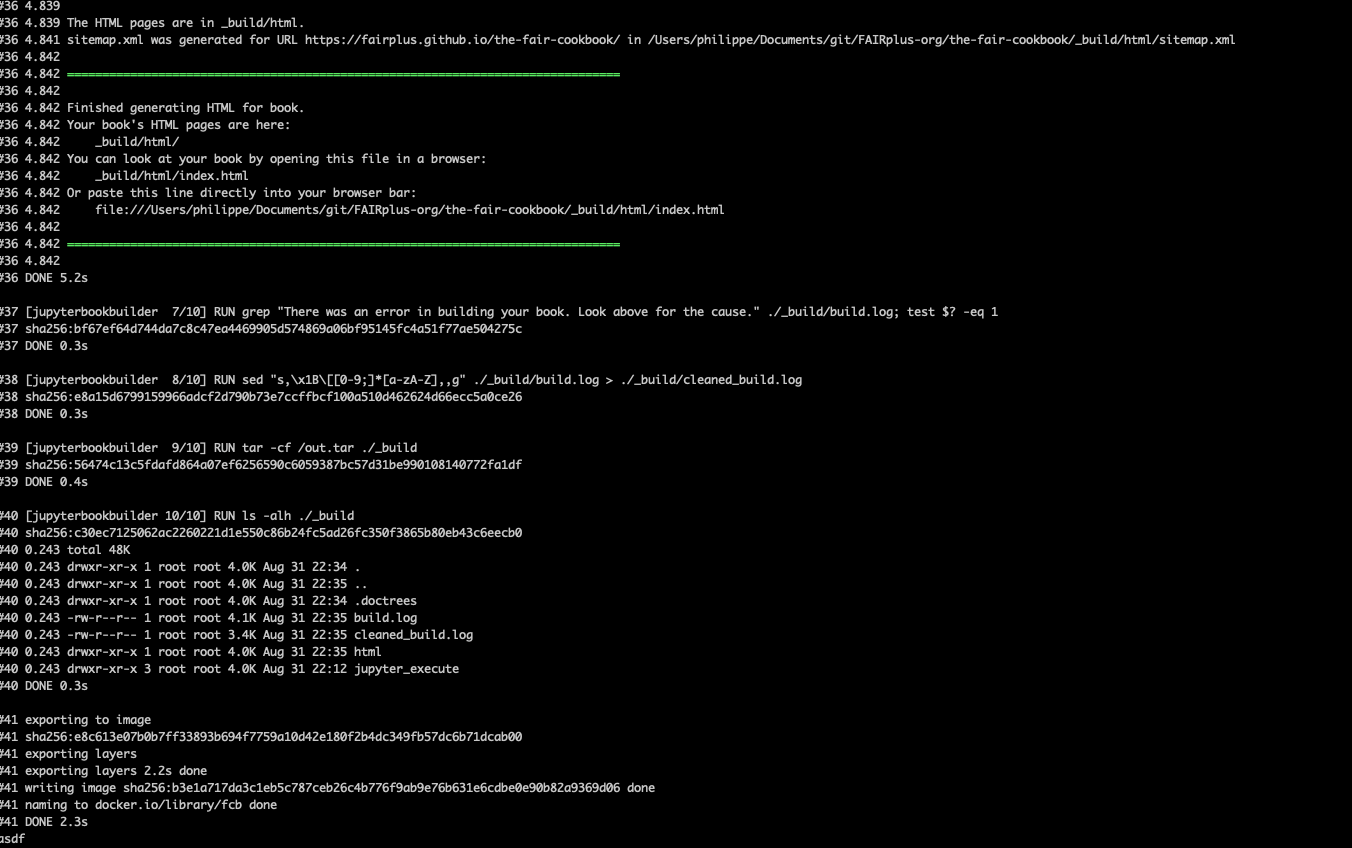 #36 4.839
#36 4.839 The HTML pages are in _build/html.
#36 4.841 sitemap.xml was generated for URL https://fairplus.github.io/the-fair-cookbook/ in /Users/philippe/Documents/git/FAIRplus-org/the-fair-cookbook/_build/html/sitemap.xml
#36 4.842
#36 4.842 ===============================================================================
#36 4.842
#36 4.842 Finished generating HTML for book.
#36 4.842 Your book's HTML pages are here:
#36 4.842     _build/html/
#36 4.842 You can look at your book by opening this file in a browser:
#36 4.842     _build/html/index.html
#36 4.842 Or paste this line directly into your browser bar:
#36 4.842     file:///Users/philippe/Documents/git/FAIRplus-org/the-fair-cookbook/_build/html/index.html
#36 4.842
#36 4.842 ===============================================================================
#36 4.842
#36 DONE 5.2s
#37 [jupyterbookbuilder  7/10] RUN grep "There was an error in building your book. Look above for the cause." ./_build/build.log; test $? -eq 1
#37 sha256:bf67ef64d744da7c8c47ea4469905d574869a06bf95145fc4a51f77ae504275c
#37 DONE 0.3s
#38 [jupyterbookbuilder  8/10] RUN sed "s,\x1B\[[0-9;]*[a-zA-Z],,g" ./_build/build.log > ./_build/cleaned_build.log
#38 sha256:e8a15d6799159966adcf2d790b73e7ccffbcf100a510d462624d66ecc5a0ce26
#38 DONE 0.3s
#39 [jupyterbookbuilder  9/10] RUN tar -cf /out.tar ./_build
#39 sha256:56474c13c5fdafd864a07ef6256590c6059387bc57d31be990108140772fa1df
#39 DONE 0.4s
#40 [jupyterbookbuilder 10/10] RUN ls -alh ./_build
#40 sha256:c30ec7125062ac2260221d1e550c86b24fc5ad26fc350f3865b80eb43c6eecb0
#40 0.243 total 48K
#40 0.243 drwxr-xr-x 1 root root 4.0K Aug 31 22:34 .
#40 0.243 drwxr-xr-x 1 root root 4.0K Aug 31 22:35 ..
#40 0.243 drwxr-xr-x 1 root root 4.0K Aug 31 22:34 .doctrees
#40 0.243 -rw-r--r-- 1 root root 4.1K Aug 31 22:35 build.log
#40 0.243 -rw-r--r-- 1 root root 3.4K Aug 31 22:35 cleaned_build.log
#40 0.243 drwxr-xr-x 1 root root 4.0K Aug 31 22:35 html
#40 0.243 drwxr-xr-x 3 root root 4.0K Aug 31 22:12 jupyter_execute
#40 DONE 0.3s
#41 exporting to image
#41 sha256:e8c613e07b0b7ff33893b694f7759a10d42e180f2b4dc349fb57dc6b71dcab00
#41 exporting layers
#41 exporting layers 2.2s done
#41 writing image sha256:b3e1a717da3c1eb5c787ceb26c4b776f9ab9e76b631e6cdbe0e90b82a9369d06 done
#41 naming to docker.io/library/fcb done
#41 DONE 2.3s
asdf